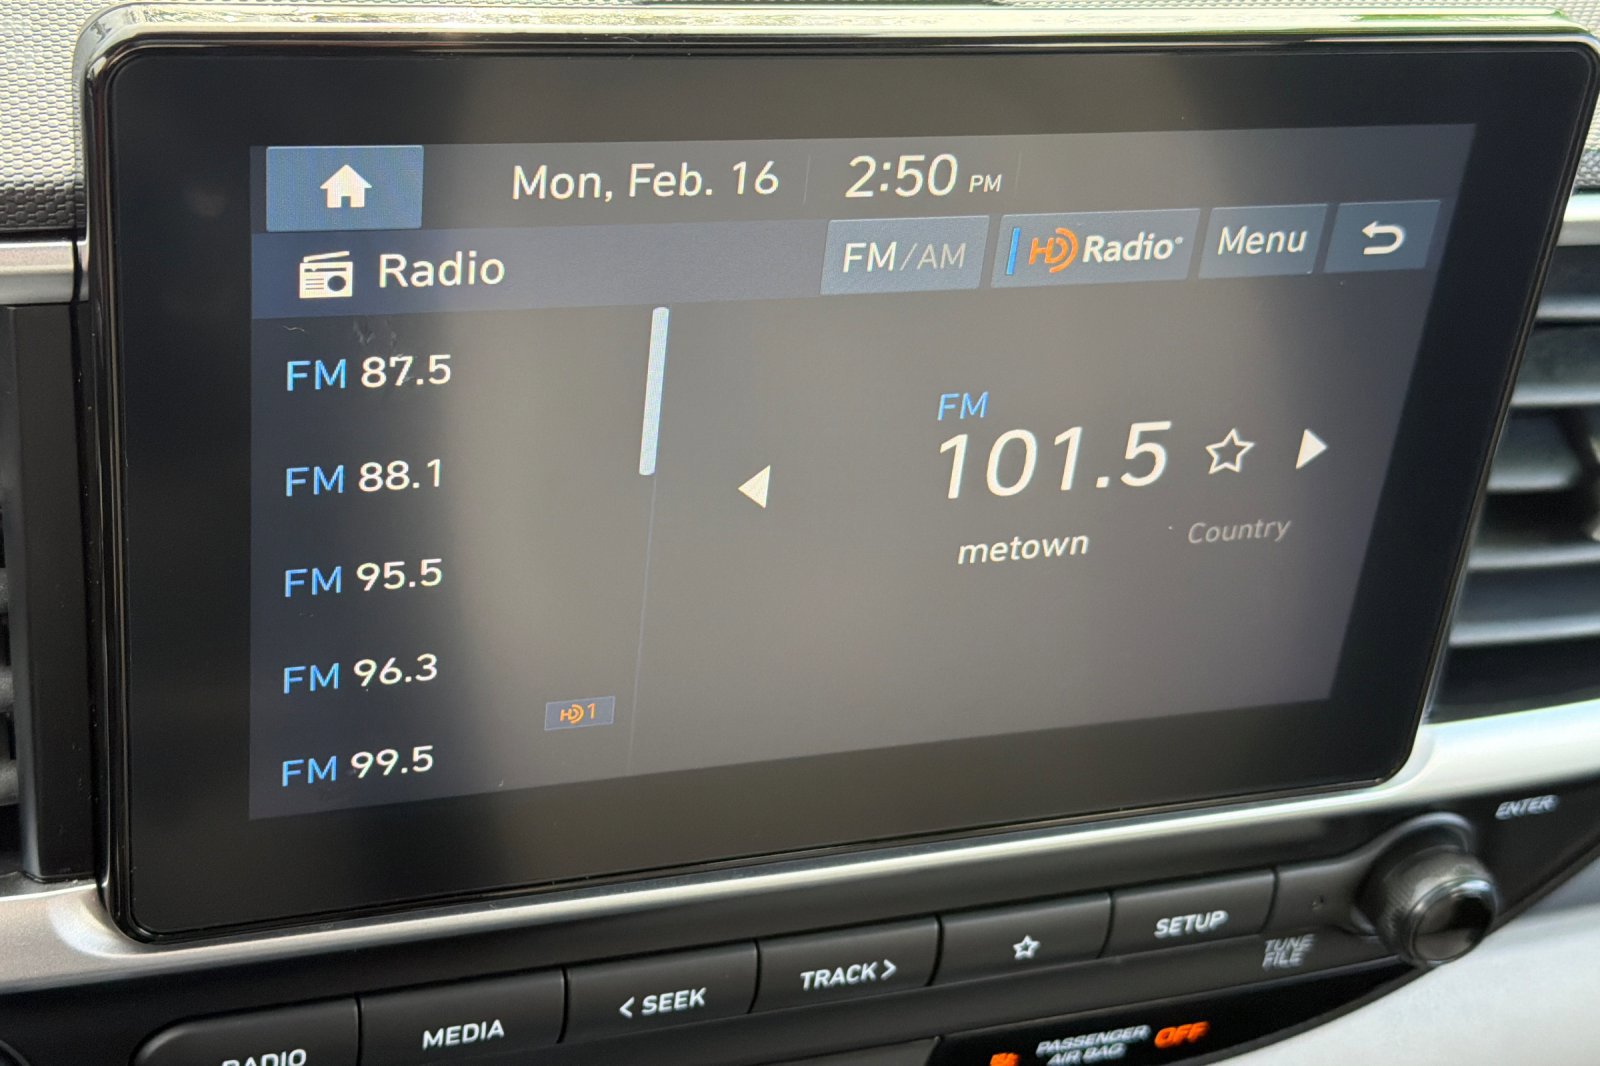 Mon, Feb. 16 2:50 PM
Radio FM/AM HD Radio® Menu
FM 87.5
FM 88.1
FM 95.5
FM 96.3
HD 1
FM 99.5
FM
101.5
metown Country
ENTER
RADIO MEDIA < SEEK TRACK > SETUP
TUNE
FILE
PASSENGER
AIR BAG OFF